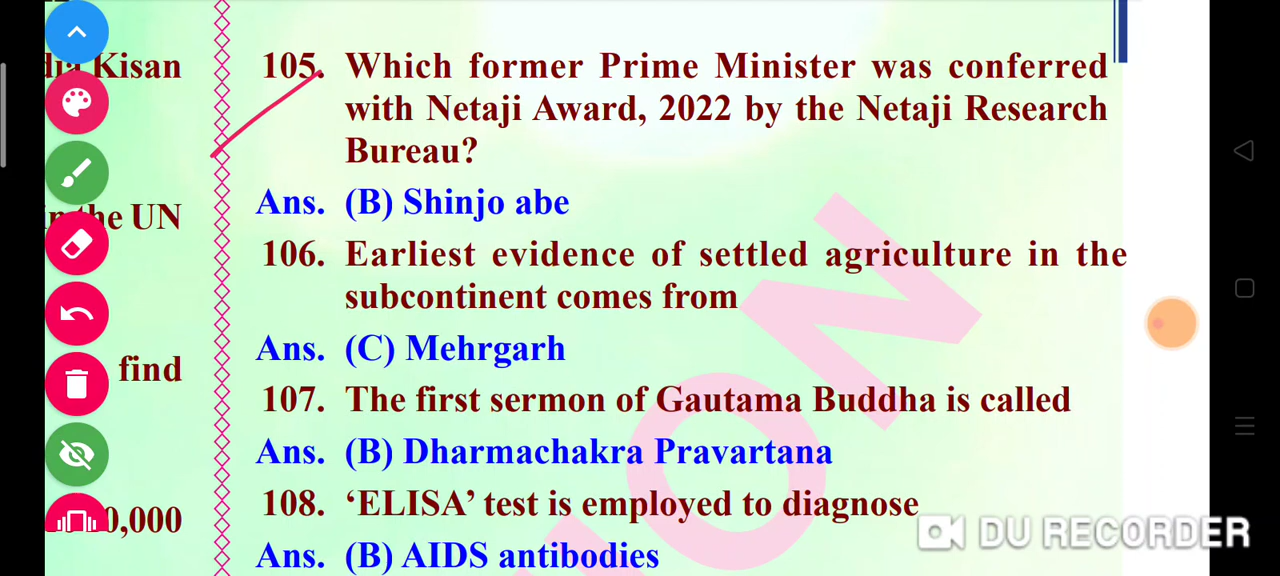 dia Kisan
in the UN
find
0,000
105. Which former Prime Minister was conferred
with Netaji Award, 2022 by the Netaji Research
Bureau?
Ans. (B) Shinjo abe
106. Earliest evidence of settled agriculture in the
subcontinent comes from
Ans. (C) Mehrgarh
107. The first sermon of Gautama Buddha is called
Ans. (B) Dharmachakra Pravartana
108. ‘ELISA’ test is employed to diagnose
Ans. (B) AIDS antibodies
ON
DU RECORDER